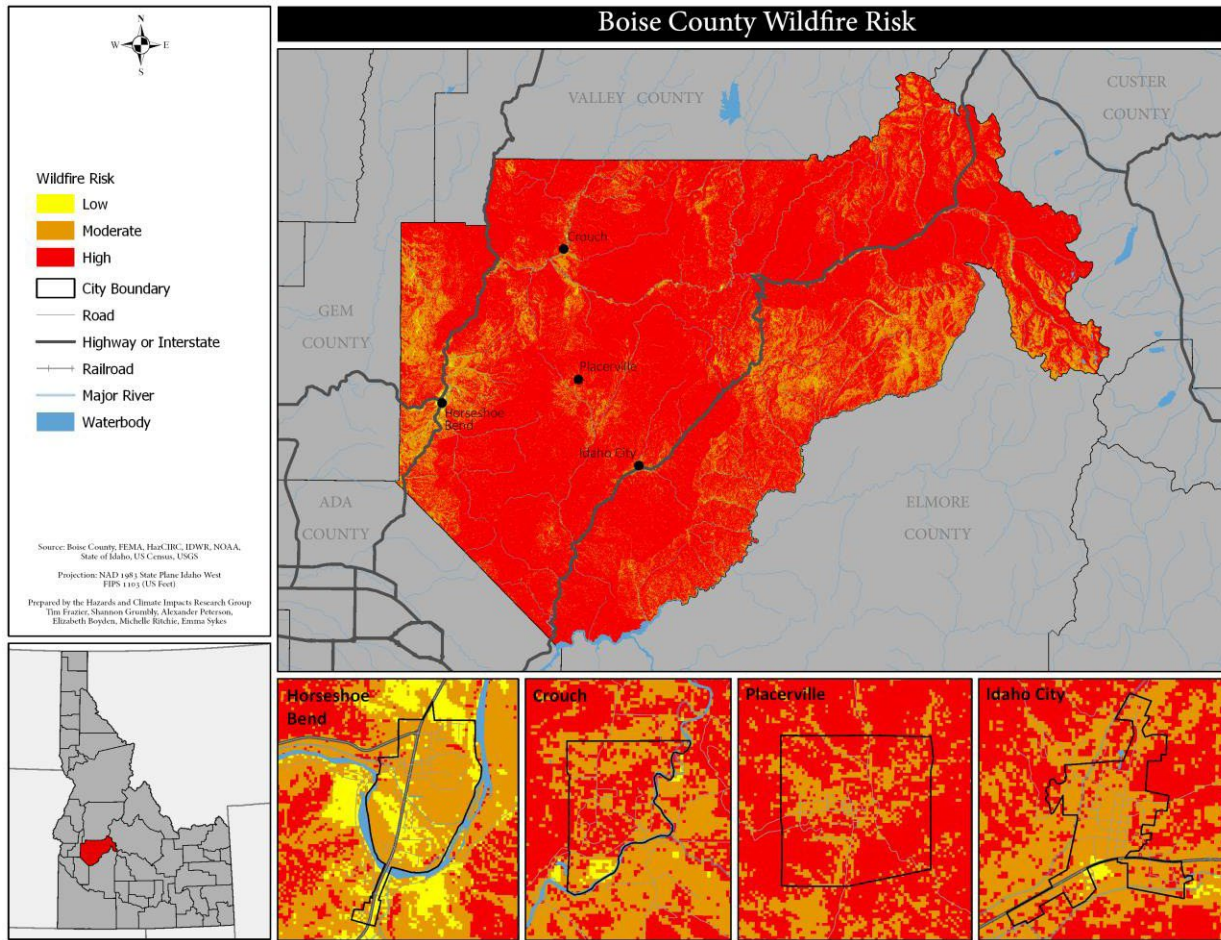 Boise County Wildfire Risk
N
W
E
S
Wildfire Risk
Low
Moderate
High
City Boundary
Road
Highway or Interstate
Railroad
Major River
Waterbody
Source: Boise County, FEMA, HazCIRC, IDWR, NOAA,
State of Idaho, US Census, USGS
Projection: NAD 1983 State Plane Idaho West
FIPS 1103 (US Feet)
Prepared by the Hazards and Climate Impacts Research Group
Tim Frazier, Shannon Grumbly, Alexander Peterson,
Elizabeth Boyden, Michelle Ritchie, Emma Sykes
VALLEY COUNTY
CUSTER
COUNTY
GEM
COUNTY
ADA
COUNTY
ELMORE
COUNTY
Crouch
Placerville
Horseshoe
Bend
Idaho City
Horseshoe
Bend
Crouch
Placerville
Idaho City